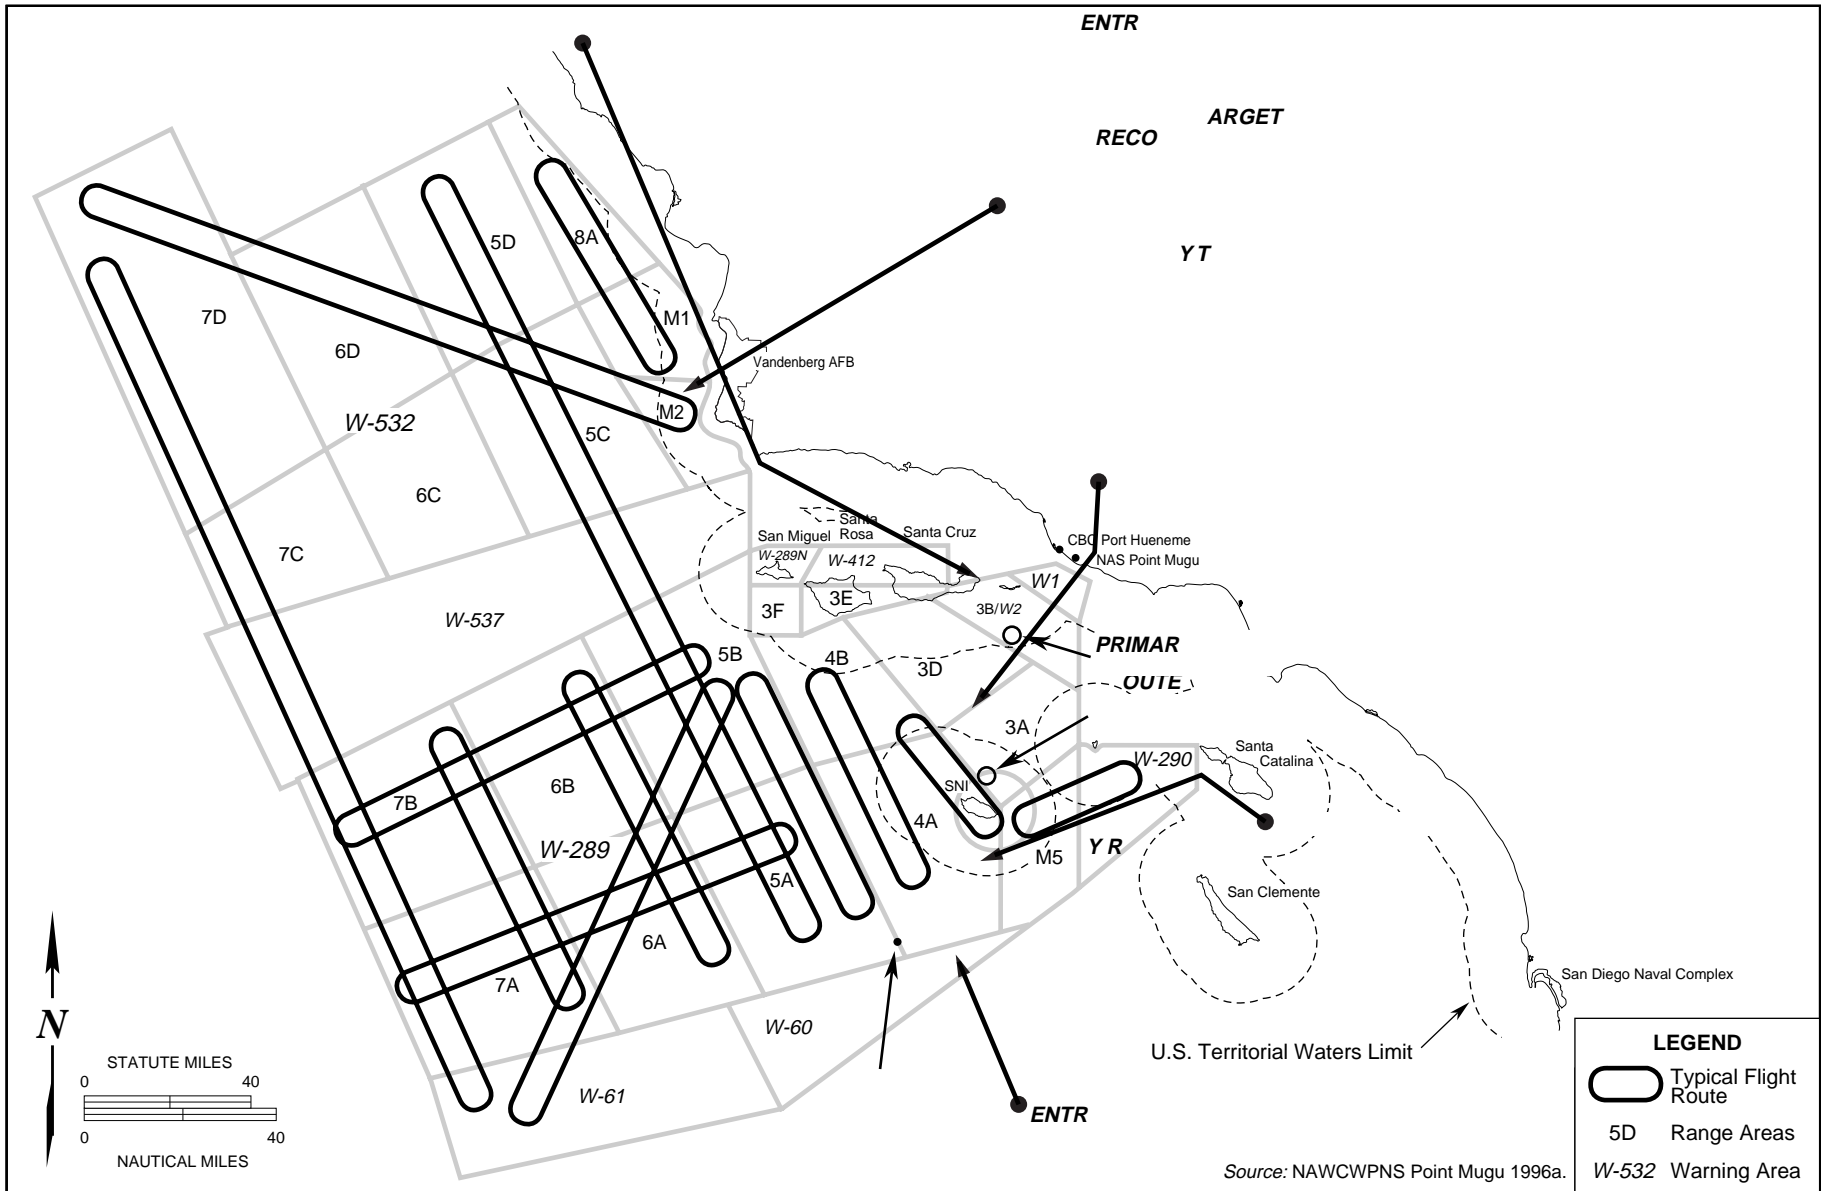 ENTR
ARGET
RECO
Y T
5D
8A
7D
M1
6D
Vandenberg AFB
M2
W-532
5C
6C
Santa
Rosa
Santa Cruz
San Miguel
CBC Port Hueneme
7C
W-289N
W-412
NAS Point Mugu
W1
3E
3F
3B/W2
W-537
PRIMAR
5B
4B
3D
OUTE
3A
Santa
Catalina
W-290
SNI
6B
7B
4A
Y R
W-289
M5
5A
San Clemente
6A
San Diego Naval Complex
7A
N
W-60
U.S. Territorial Waters Limit
STATUTE MILES
0 40
0 40
NAUTICAL MILES
W-61
ENTR
LEGEND
Typical Flight
Route
5D Range Areas
W-532 Warning Area
Source: NAWCWPNS Point Mugu 1996a.